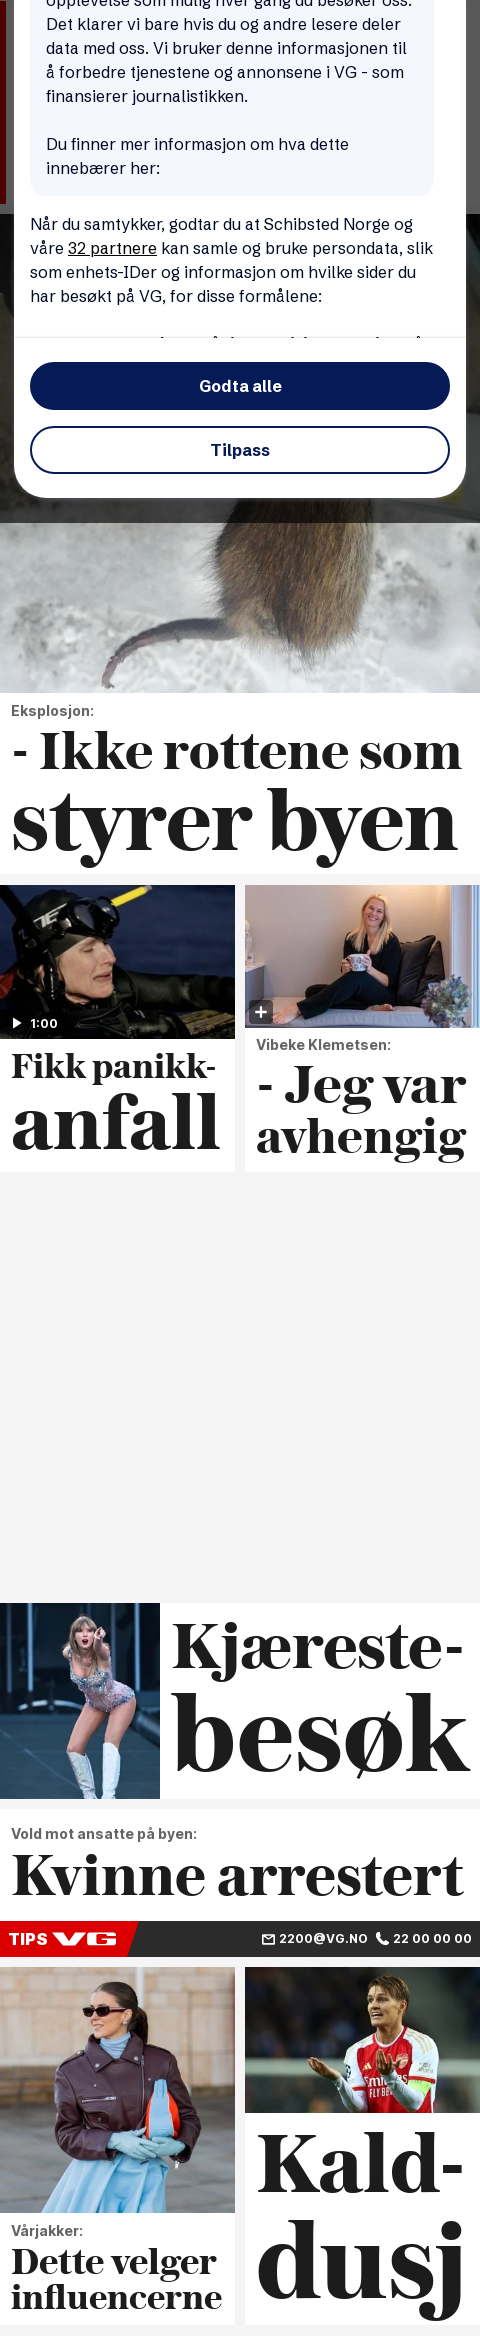 opplevelse som mulig hver gang du besøker oss.
Det klarer vi bare hvis du og andre lesere deler
data med oss. Vi bruker denne informasjonen til
å forbedre tjenestene og annonsene i VG - som
finansierer journalistikken.
Du finner mer informasjon om hva dette
innebærer her:
Når du samtykker, godtar du at Schibsted Norge og
våre 32 partnere kan samle og bruke persondata, slik
som enhets-IDer og informasjon om hvilke sider du
har besøkt på VG, for disse formålene:
Godta alle
Tilpass
Eksplosjon:
- Ikke rottene som
styrer byen
1:00
Fikk panikk-
anfall
Vibeke Klemetsen:
- Jeg var
avhengig
Kjæreste-
besøk
Vold mot ansatte på byen:
Kvinne arrestert
TIPS VG 2200@VG.NO 22 00 00 00
Vårjakker:
Dette velger
influencerne
Emirates
FLY BE
Kald-
dusj